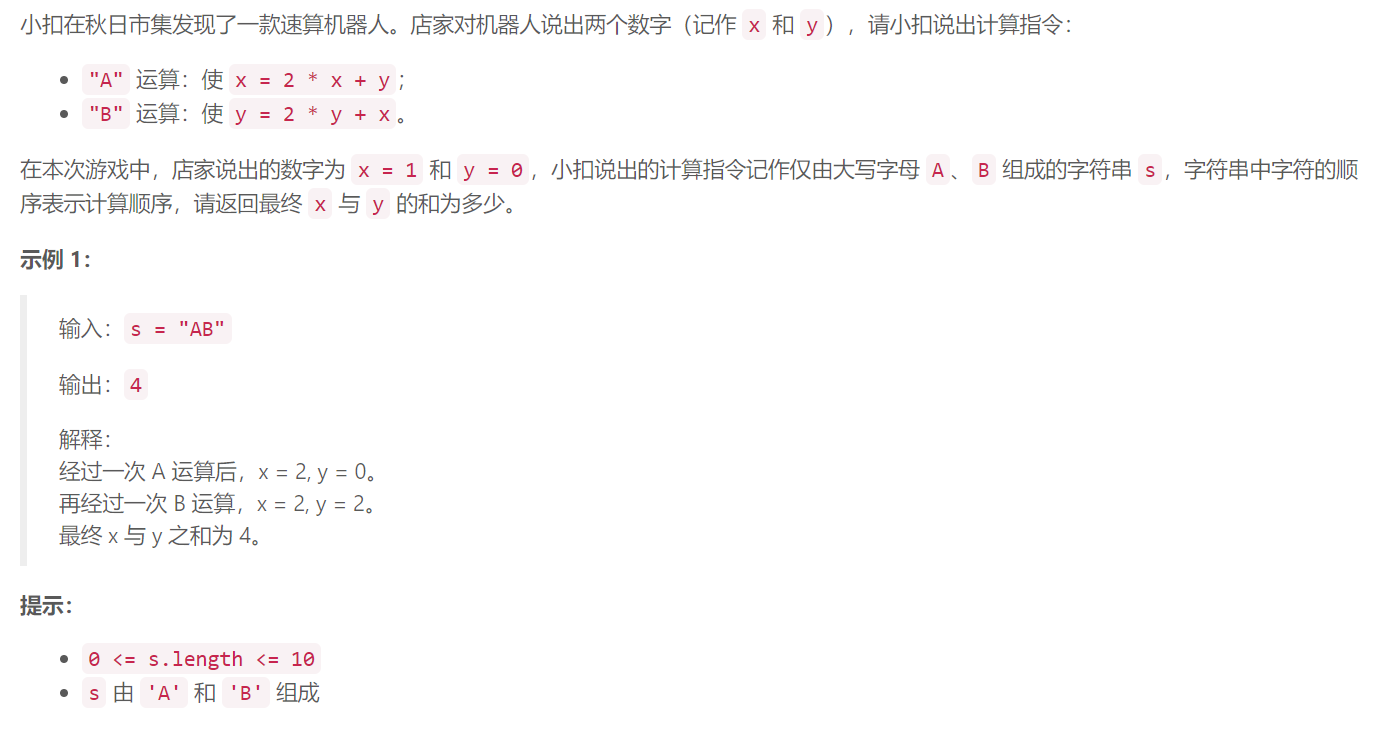 小扣在秋日市集发现了一款速算机器人。店家对机器人说出两个数字（记作 x 和 y），请小扣说出计算指令：
"A" 运算：使 x = 2 * x + y；
"B" 运算：使 y = 2 * y + x。
在本次游戏中，店家说出的数字为 x = 1 和 y = 0，小扣说出的计算指令记作仅由大写字母 A、B 组成的字符串 s，字符串中字符的顺
序表示计算顺序，请返回最终 x 与 y 的和为多少。
示例 1：
输入：s = "AB"
输出：4
解释：
经过一次 A 运算后，x = 2, y = 0。
再经过一次 B 运算，x = 2, y = 2。
最终 x 与 y 之和为 4。
提示：
0 <= s.length <= 10
s 由 'A' 和 'B' 组成